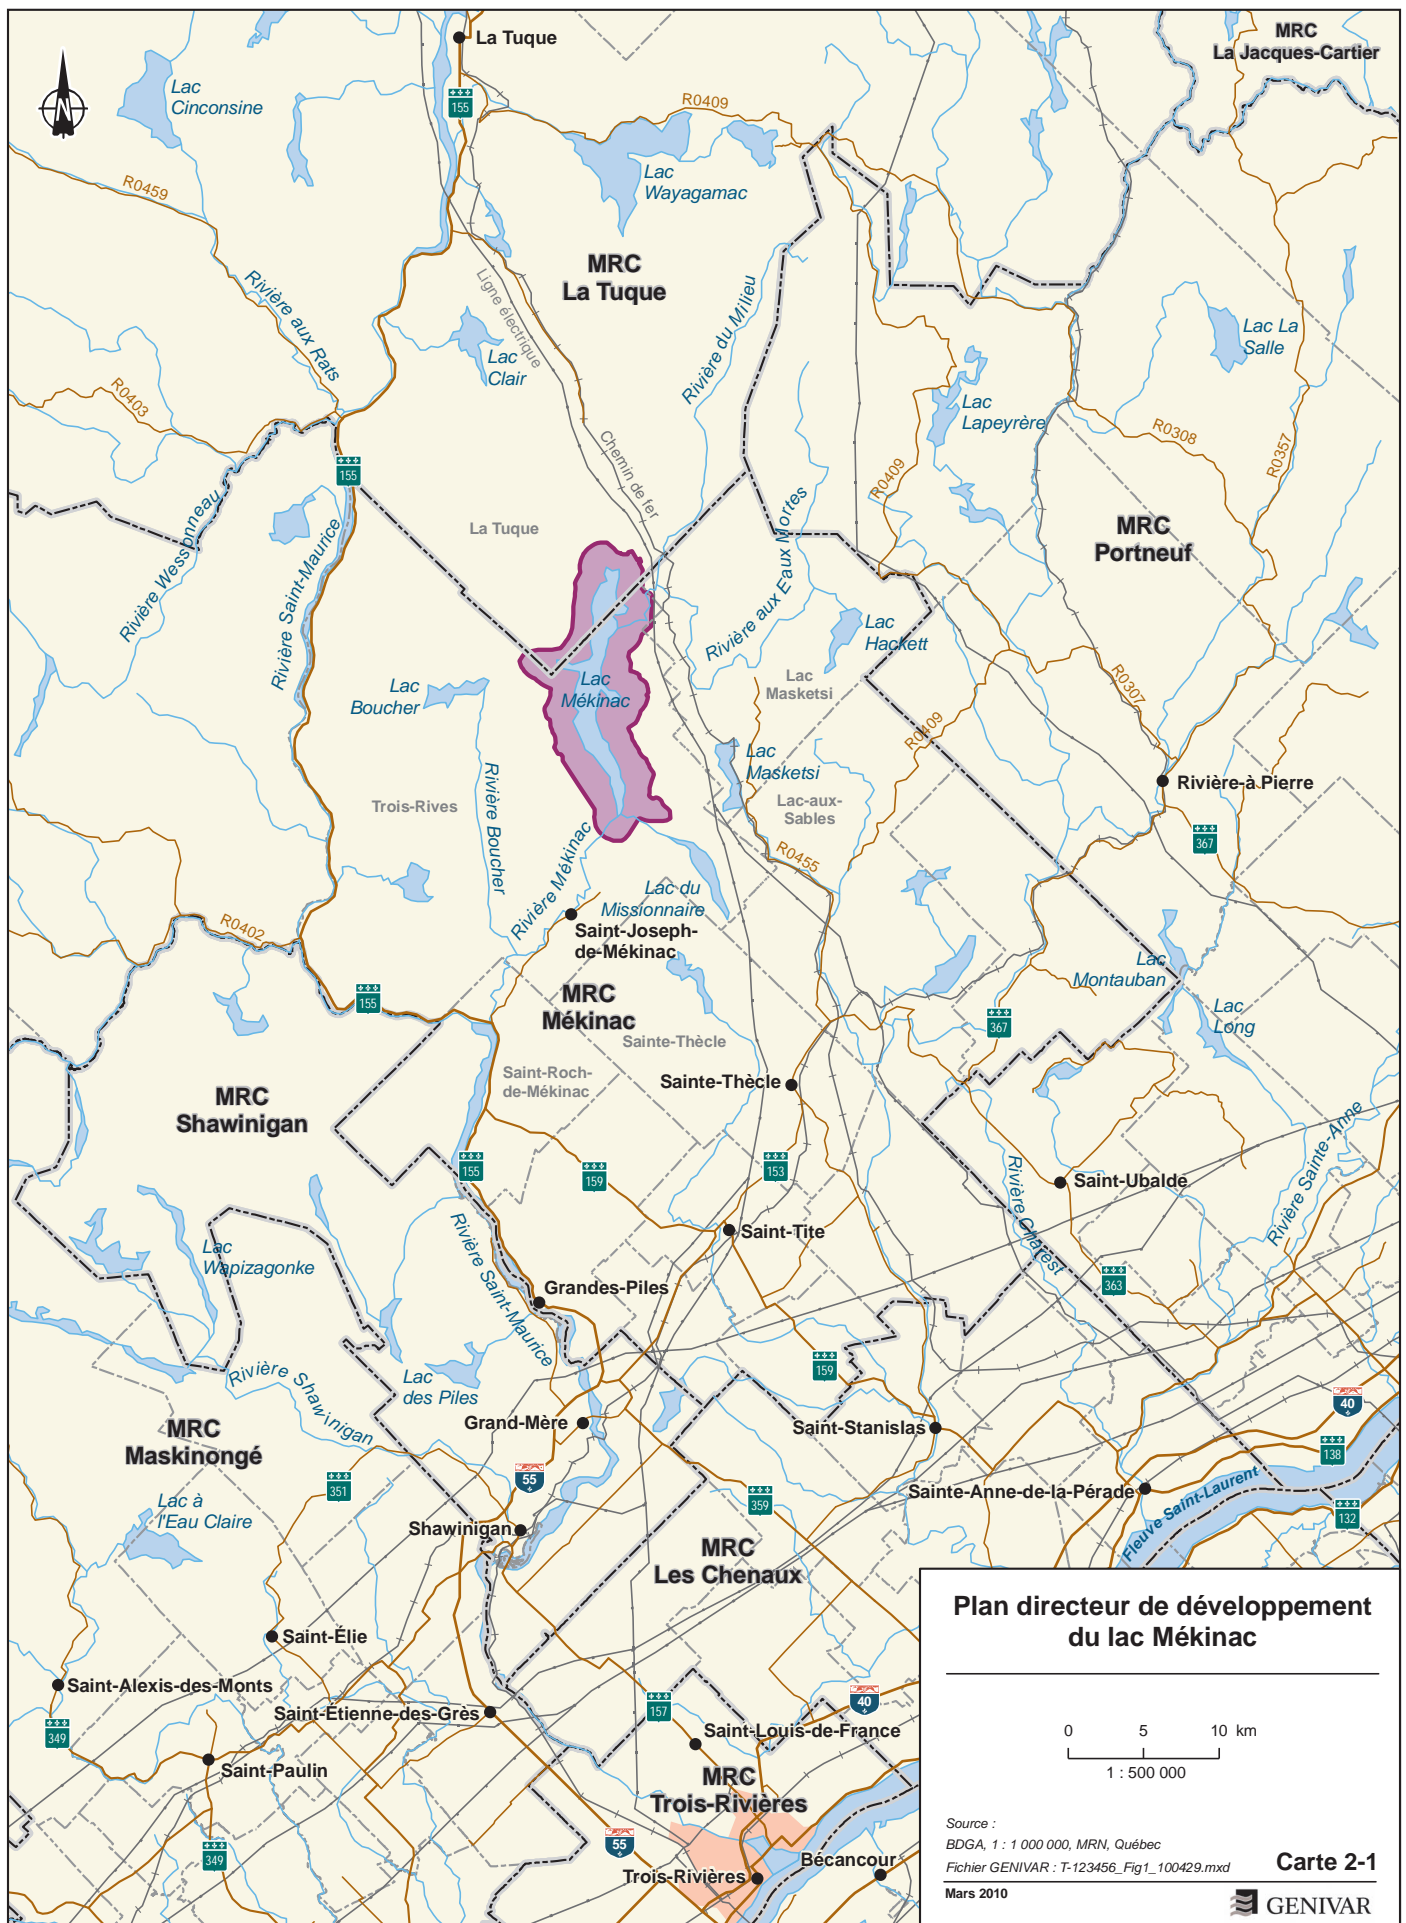 La Tuque
MRC
La Jacques-Cartier
Lac
Cinconsine
N
155
R0409
Lac
Wayagamac
R0459
MRC
La Tuque
Rivière aux Rats
Ligne électrique
Rivière du Milieu
Lac
Clair
Lac La
Salle
R0403
Lac
Lapeyrère
R0308
R0357
Chemin de fer
155
R0409
Rivière Wessonneau
Rivière Saint-Maurice
La Tuque
Rivière aux Eaux Mortes
MRC
Portneuf
Lac
Hackett
Lac
Boucher
Lac
Mékinac
Lac
Masketsi
R0307
R0409
Lac
Masketsi
Rivière-à Pierre
Trois-Rives
Rivière Boucher
Lac-aux-
Sables
367
Rivière Mékinac
R0455
Lac du
Missionnaire
R0402
Saint-Joseph-
de-Mékinac
Lac
Montauban
155
MRC
Mékinac
Lac
Long
367
Sainte-Thècle
Saint-Roch-
de-Mékinac
Sainte-Thècle
MRC
Shawinigan
155
159
153
Rivière Charest
Saint-Ubalde
Rivière Sainte-Anne
Saint-Tite
Lac
Wapizagonke
Rivière Saint-Maurice
363
Grandes-Piles
Rivière Shawinigan
Lac
des Piles
159
40
MRC
Maskinongé
Grand-Mère
Saint-Stanislas
138
351
55
359
Sainte-Anne-de-la-Pérade
Fleuve Saint-Laurent
132
Lac à
l'Eau Claire
Shawinigan
MRC
Les Chenaux
Plan directeur de développement
du lac Mékinac
Saint-Élie
Saint-Alexis-des-Monts
Saint-Étienne-des-Grès
157
40
349
Saint-Louis-de-France
0 5 10 km
1 : 500 000
Saint-Paulin
MRC
Trois-Rivières
349
55
Trois-Rivières
Bécancour
Source :
BDGA, 1 : 1 000 000, MRN, Québec
Fichier GENIVAR : T-123456_Fig1_100429.mxd
Carte 2-1
Mars 2010
GENIVAR